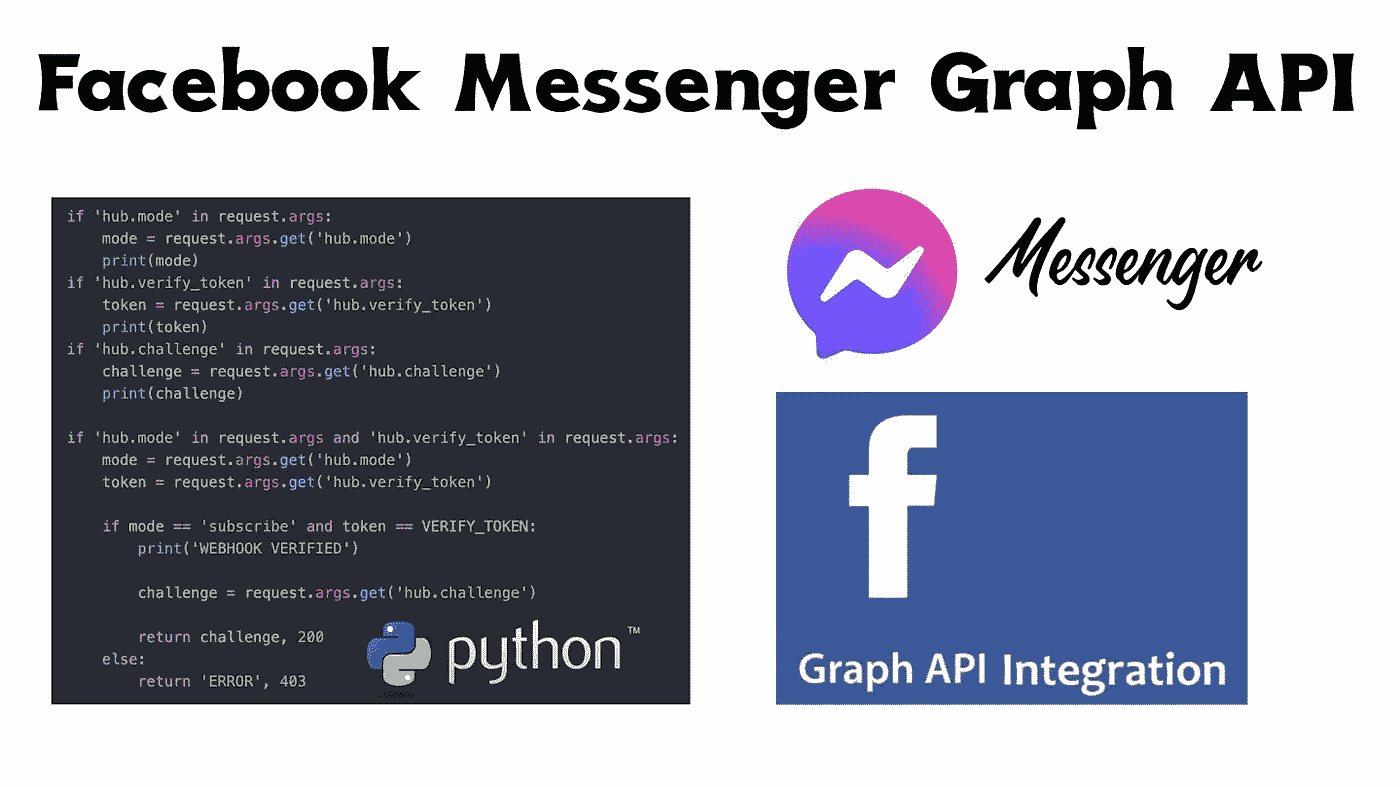 Facebook Messenger Graph API
if 'hub.mode' in request.args:
    mode = request.args.get('hub.mode')
    print(mode)
if 'hub.verify_token' in request.args:
    token = request.args.get('hub.verify_token')
    print(token)
if 'hub.challenge' in request.args:
    challenge = request.args.get('hub.challenge')
    print(challenge)
if 'hub.mode' in request.args and 'hub.verify_token' in request.args:
    mode = request.args.get('hub.mode')
    token = request.args.get('hub.verify_token')
    if mode == 'subscribe' and token == VERIFY_TOKEN:
        print('WEBHOOK VERIFIED')
        challenge = request.args.get('hub.challenge')
        return challenge, 200
    else:
        return 'ERROR', 403
python™
Messenger
Graph API Integration